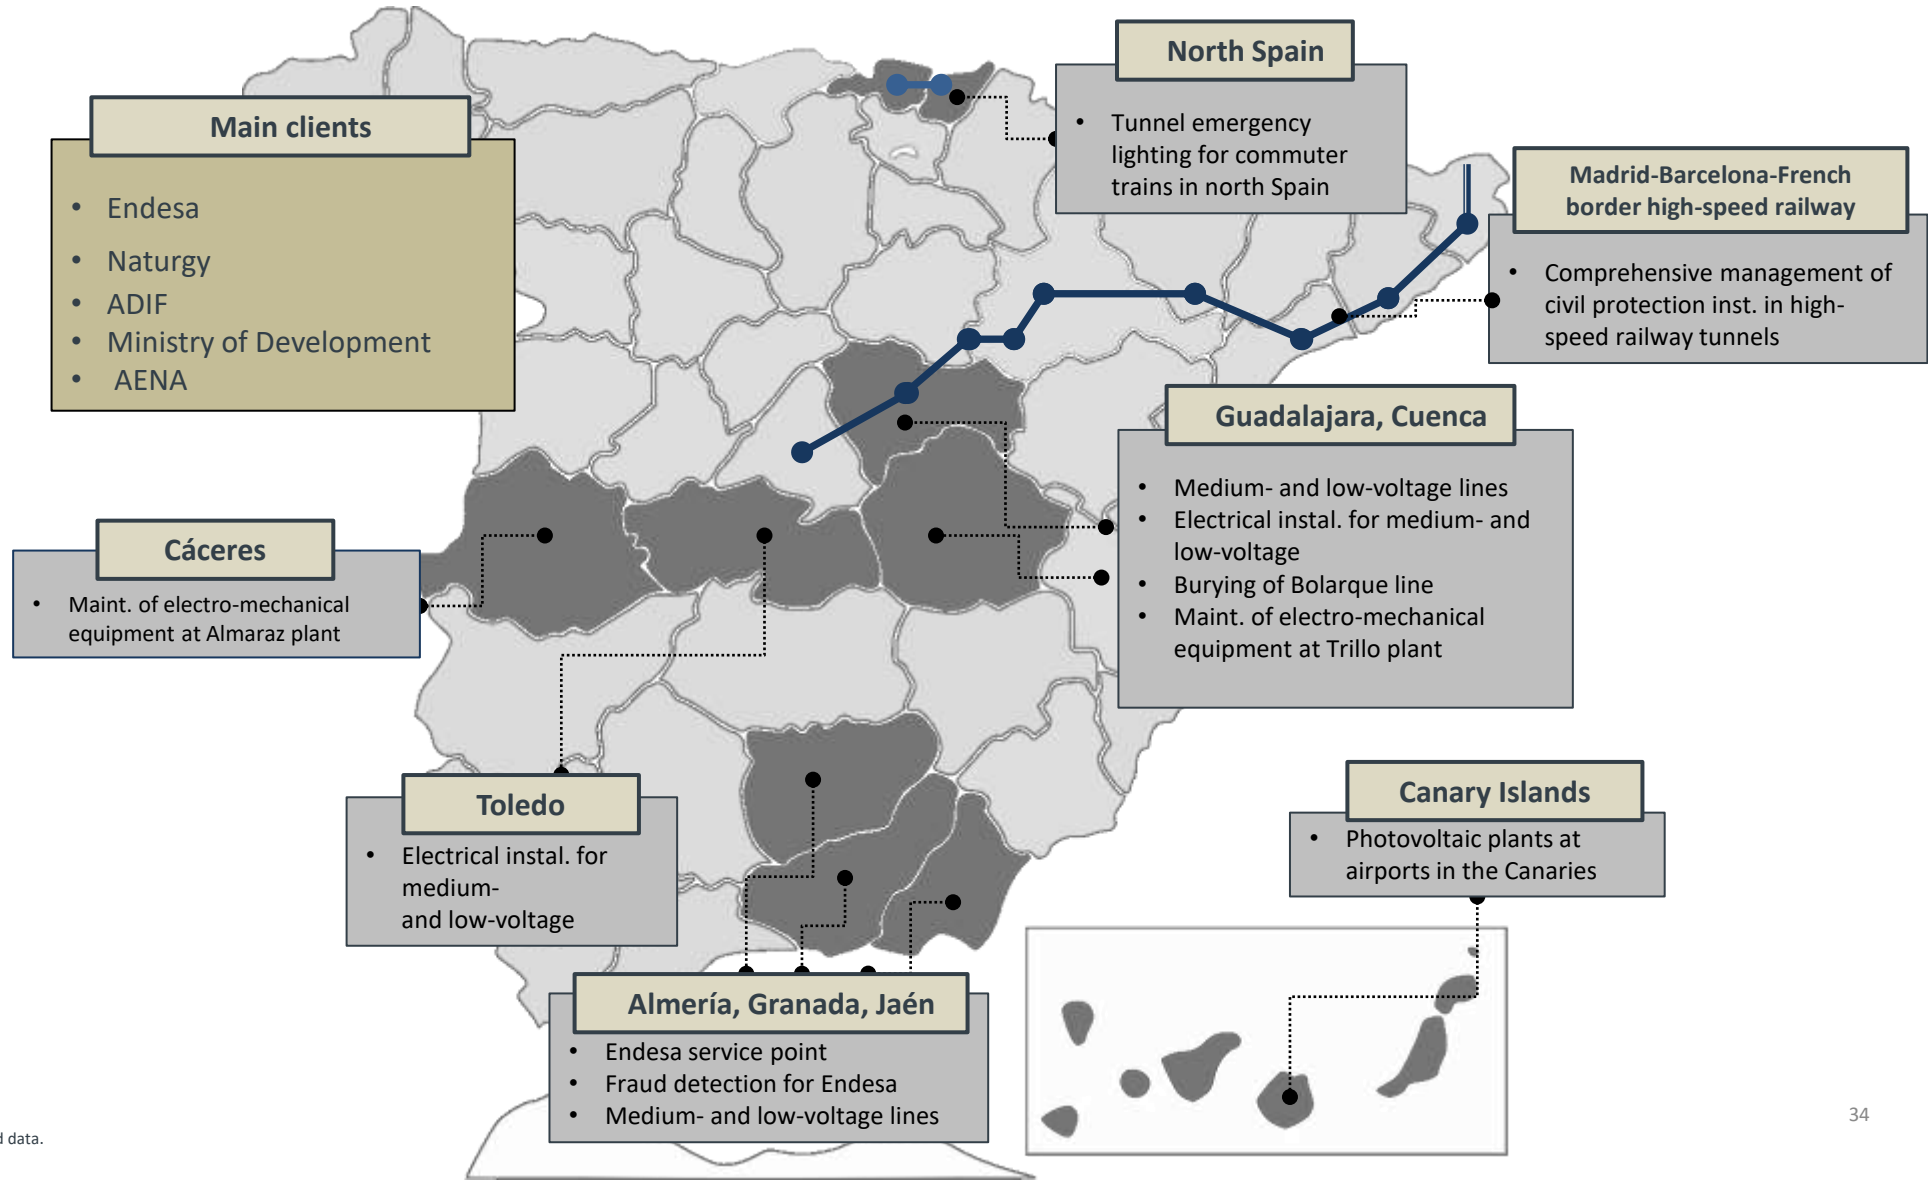 North Spain
• Tunnel emergency
lighting for commuter
trains in north Spain
Main clients
• Endesa
• Naturgy
• ADIF
• Ministry of Development
• AENA
Madrid-Barcelona-French
border high-speed railway
• Comprehensive management of
civil protection inst. in high-
speed railway tunnels
Guadalajara, Cuenca
• Medium- and low-voltage lines
• Electrical instal. for medium- and
low-voltage
• Burying of Bolarque line
• Maint. of electro-mechanical
equipment at Trillo plant
Cáceres
• Maint. of electro-mechanical
equipment at Almaraz plant
Toledo
• Electrical instal. for
medium-
and low-voltage
Canary Islands
• Photovoltaic plants at
airports in the Canaries
Almería, Granada, Jaén
• Endesa service point
• Fraud detection for Endesa
• Medium- and low-voltage lines
34
data.